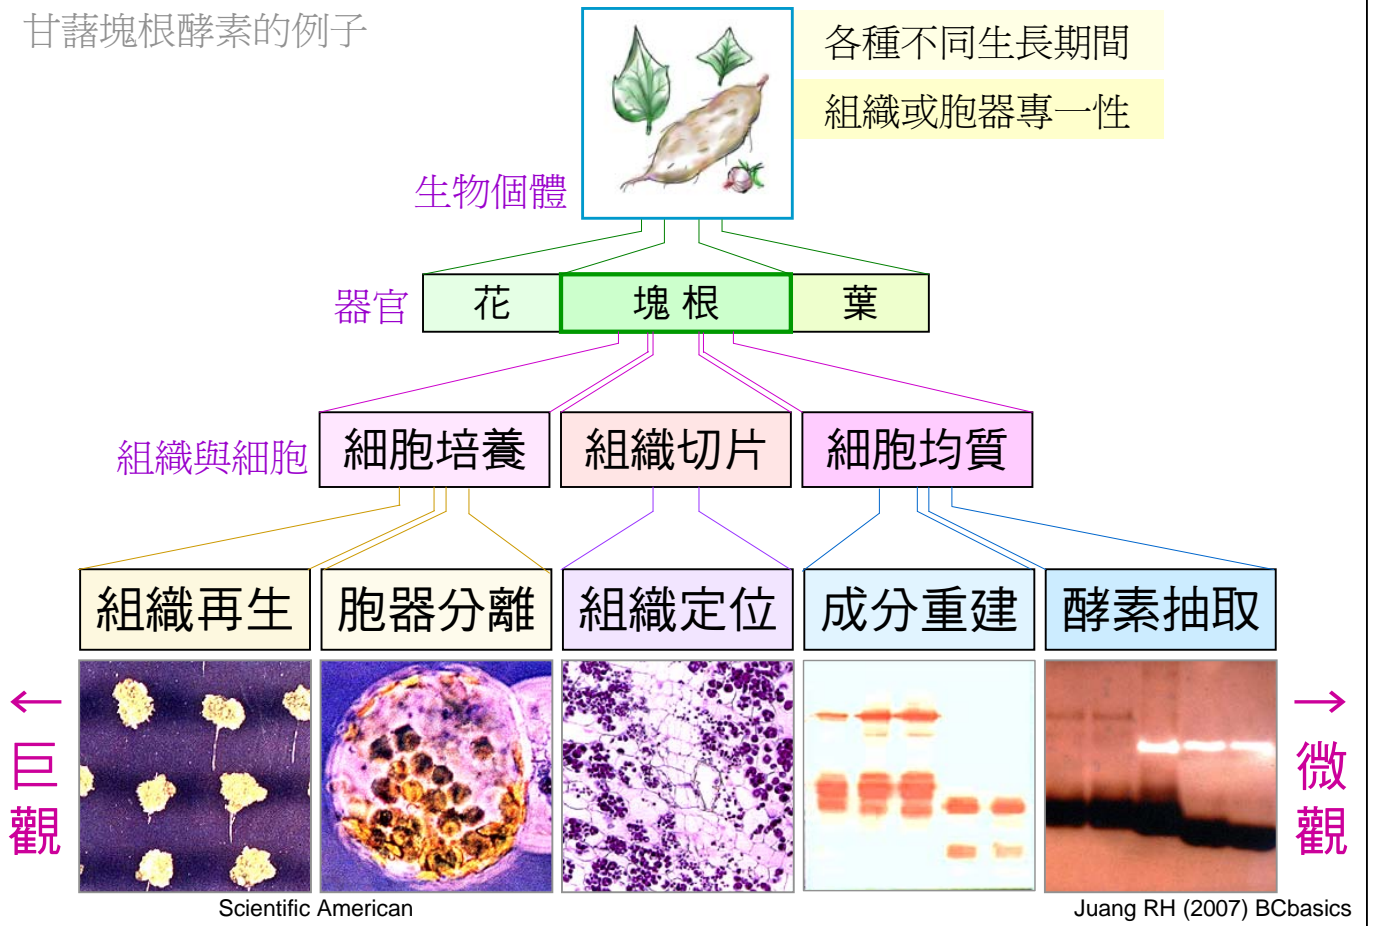 甘藷塊根酵素的例子
各種不同生長期間
組織或胞器專一性
生物個體
器官
花
塊根
葉
組織與細胞
細胞培養
組織切片
細胞均質
組織再生
胞器分離
組織定位
成分重建
酵素抽取
← 巨觀
→ 微觀
Scientific American
Juang RH (2007) BCbasics